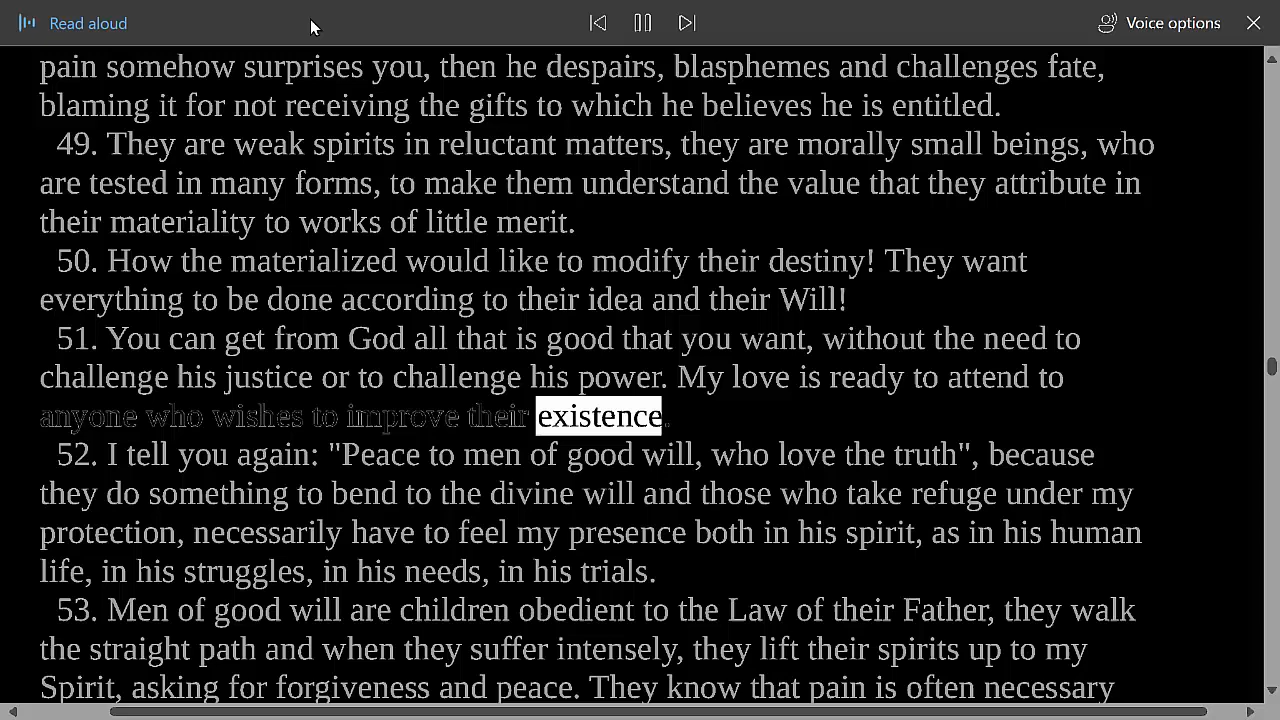 Read aloud
Voice options
pain somehow surprises you, then he despairs, blasphemes and challenges fate,
blaming it for not receiving the gifts to which he believes he is entitled.
49. They are weak spirits in reluctant matters, they are morally small beings, who
are tested in many forms, to make them understand the value that they attribute in
their materiality to works of little merit.
50. How the materialized would like to modify their destiny! They want
everything to be done according to their idea and their Will!
51. You can get from God all that is good that you want, without the need to
challenge his justice or to challenge his power. My love is ready to attend to
anyone who wishes to improve their existence.
52. I tell you again: "Peace to men of good will, who love the truth", because
they do something to bend to the divine will and those who take refuge under my
protection, necessarily have to feel my presence both in his spirit, as in his human
life, in his struggles, in his needs, in his trials.
53. Men of good will are children obedient to the Law of their Father, they walk
the straight path and when they suffer intensely, they lift their spirits up to my
Spirit, asking for forgiveness and peace. They know that pain is often necessary